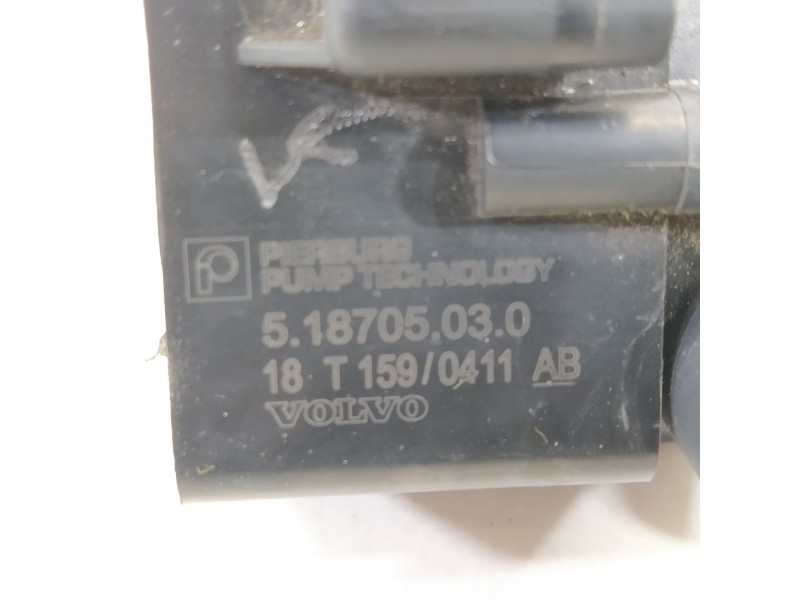 PIERBURG
PUMP TECHNOLOGY
5.18705.03.0
18 T 159/0411 AB
VOLVO